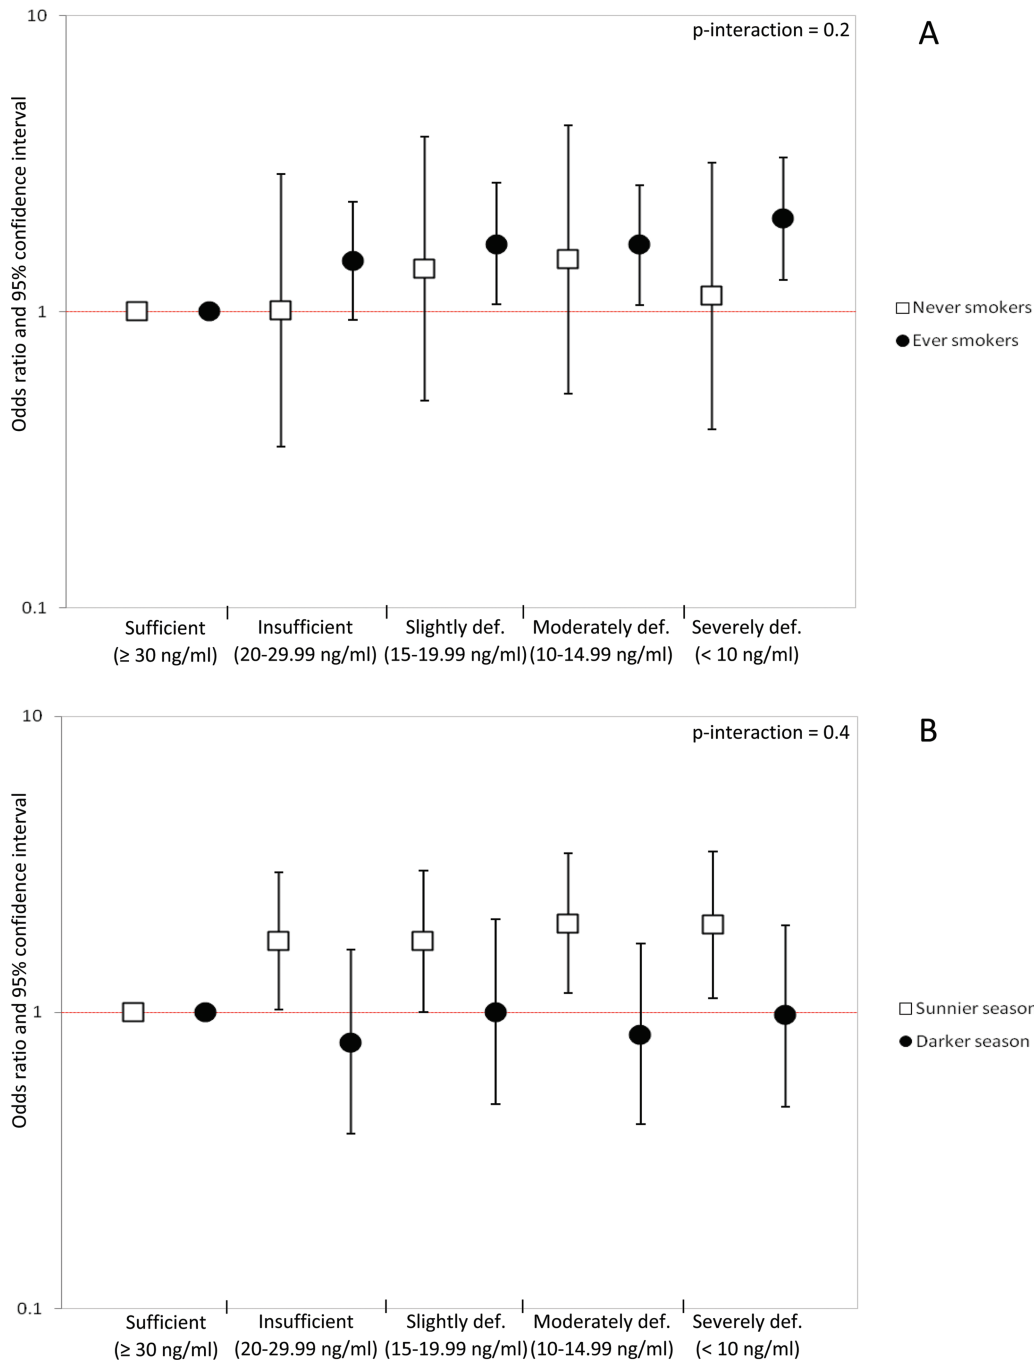 10
p-interaction = 0.2
A
Odds ratio and 95% confidence interval
1
Never smokers
Ever smokers
0.1
Sufficient
(≥ 30 ng/ml)
Insufficient
(20-29.99 ng/ml)
Slightly def.
(15-19.99 ng/ml)
Moderately def.
(10-14.99 ng/ml)
Severely def.
(< 10 ng/ml)
10
p-interaction = 0.4
B
Odds ratio and 95% confidence interval
1
Sunnier season
Darker season
0.1
Sufficient
(≥ 30 ng/ml)
Insufficient
(20-29.99 ng/ml)
Slightly def.
(15-19.99 ng/ml)
Moderately def.
(10-14.99 ng/ml)
Severely def.
(< 10 ng/ml)